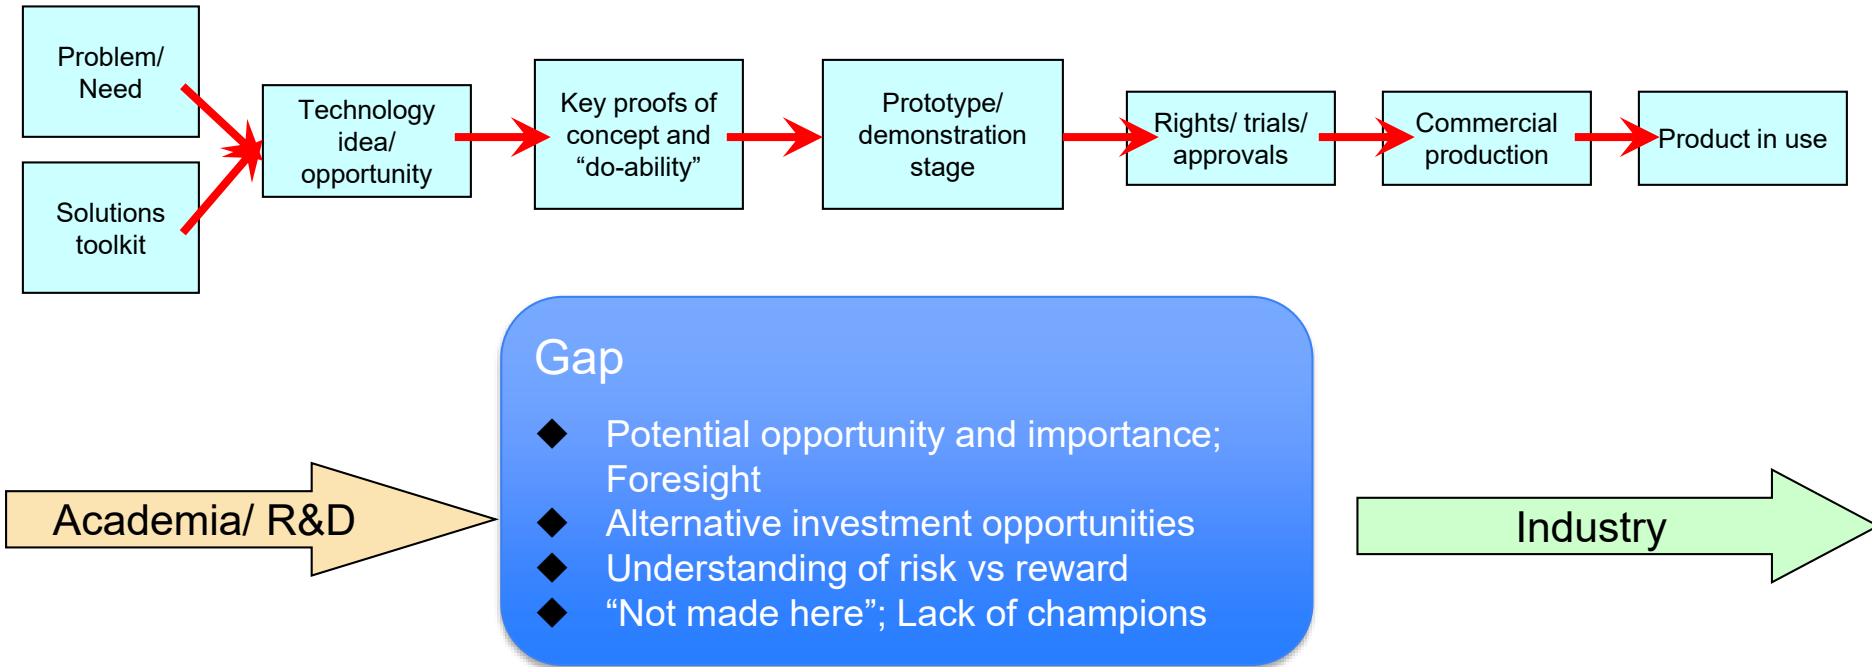 Problem/
Need
Solutions
toolkit
Technology
idea/
opportunity
Key proofs of
concept and
“do-ability”
Prototype/
demonstration
stage
Rights/ trials/
approvals
Commercial
production
Product in use
Gap
Potential opportunity and importance;
Foresight
Alternative investment opportunities
Understanding of risk vs reward
“Not made here”; Lack of champions
Academia/ R&D
Industry